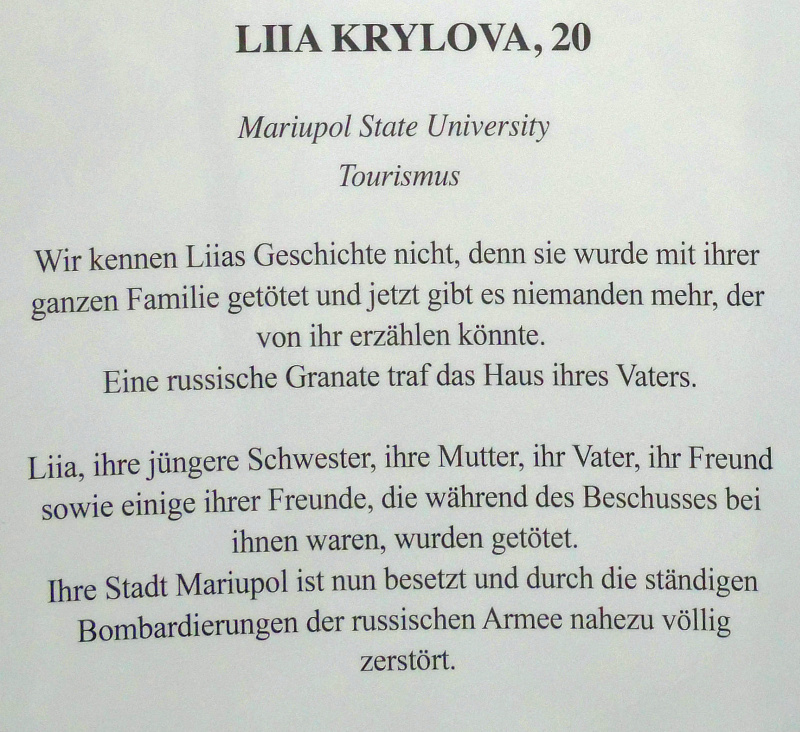 LIIA KRYLOVA, 20
Mariupol State University
Tourismus
Wir kennen Liias Geschichte nicht, denn sie wurde mit ihrer
ganzen Familie getötet und jetzt gibt es niemanden mehr, der
von ihr erzählen könnte.
Eine russische Granate traf das Haus ihres Vaters.
Liia, ihre jüngere Schwester, ihre Mutter, ihr Vater, ihr Freund
sowie einige ihrer Freunde, die während des Beschusses bei
ihnen waren, wurden getötet.
Ihre Stadt Mariupol ist nun besetzt und durch die ständigen
Bombardierungen der russischen Armee nahezu völlig
zerstört.